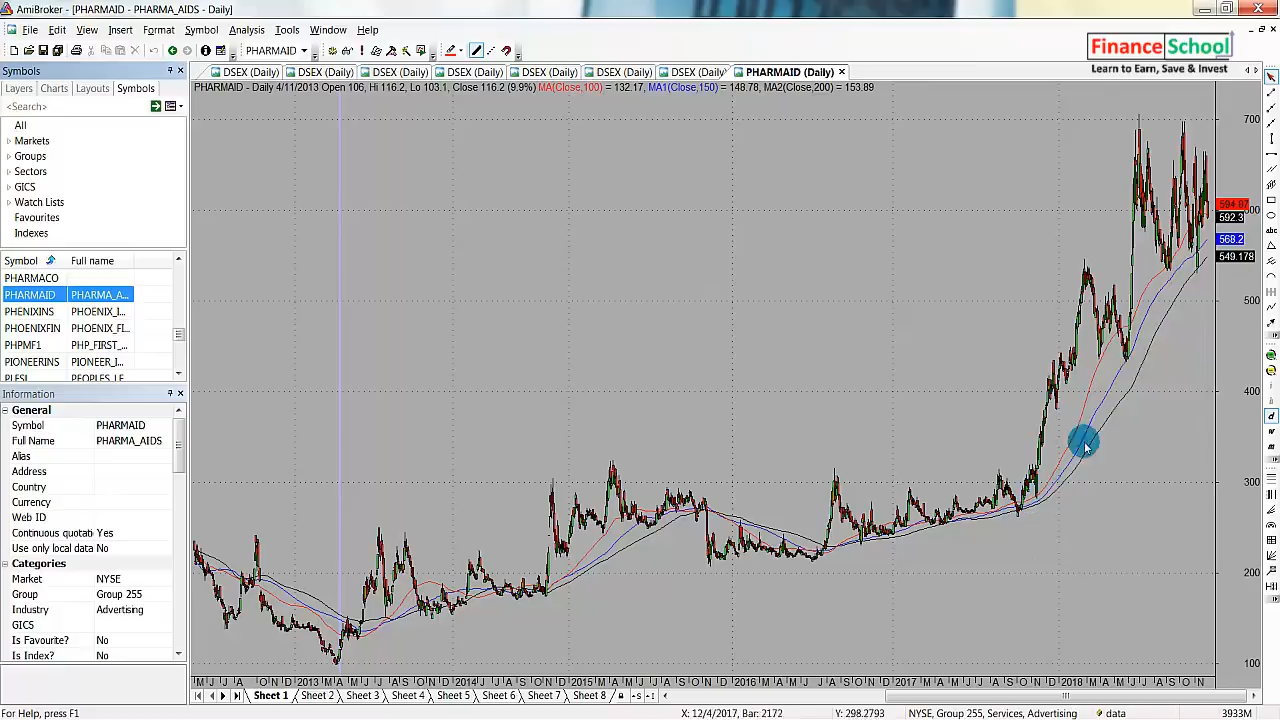 AmiBroker - [PHARMAID - PHARMA_AIDS - Daily]
File Edit View Insert Format Symbol Analysis Tools Window Help
PHARMAID
FinanceSchool
Learn to Earn, Save & Invest
Symbols
DSEX (Daily) DSEX (Daily) DSEX (Daily) DSEX (Daily) DSEX (Daily) DSEX (Daily) DSEX (Daily) PHARMAID (Daily)
Layers Charts Layouts Symbols
PHARMAID - Daily 4/11/2013 Open 106, Hi 116.2, Lo 103.1, Close 116.2 (9.9%) MA(Close,100) = 132.17, MA1(Close,150) = 148.78, MA2(Close,200) = 153.89
<Search>
All
Markets
Groups
Sectors
GICS
Watch Lists
Favourites
Indexes
Symbol Full name
PHARMACO
PHARMAID PHARMA_A...
PHENIXINS PHOENIX_I...
PHOENIXFIN PHOENIX_FI...
PHPMF1 PHP_FIRST_...
PIONEERINS PIONEER_I...
Information
General
Symbol PHARMAID
Full Name PHARMA_AIDS
Alias
Address
Country
Currency
Web ID
Continuous quotati Yes
Use only local data No
Categories
Market NYSE
Group Group 255
Industry Advertising
GICS
Is Favourite? No
Is Index? No
700
594.07
592.3
568.2
549.178
500
400
300
200
100
M J J A O N D 2013 M A M J J A S O N D 2014 M A M J J A S O N D 2015 M A M J J A S O N D 2016 M A M J J A S O N D 2017 M A M J J A S O N D 2018 M A M J J A S O N
Sheet 1 Sheet 2 Sheet 3 Sheet 4 Sheet 5 Sheet 6 Sheet 7 Sheet 8
For Help, press F1
X: 12/4/2017, Bar: 2172 Y: 298.2793 NYSE, Group 255, Services, Advertising data 3933M